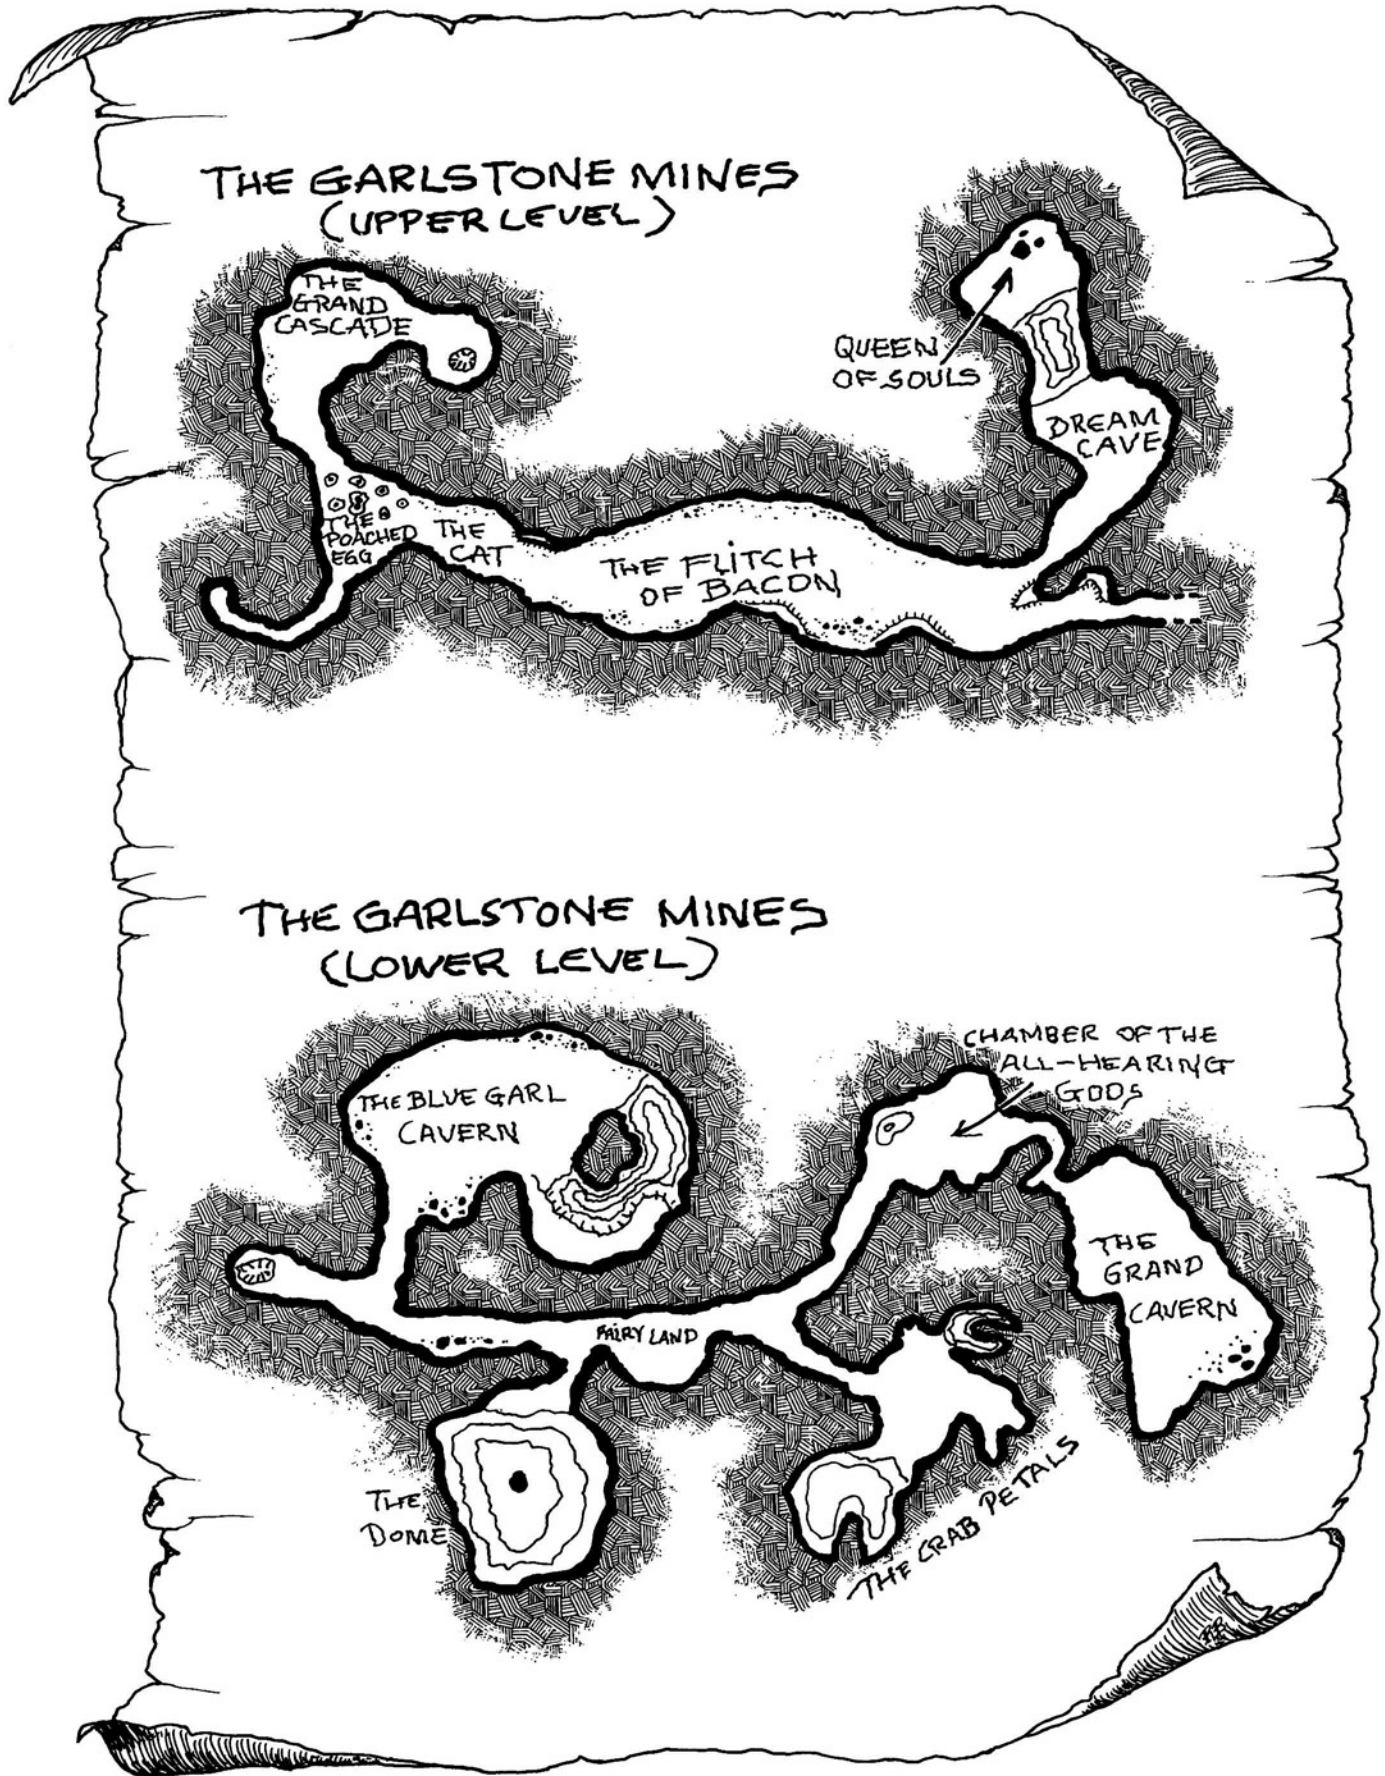 THE GARLSTONE MINES
(UPPER LEVEL)
THE
GRAND
CASCADE
QUEEN
OF SOULS
DREAM
CAVE
THE
POACHED
EGG
THE
CAT
THE FLITCH
OF BACON
THE GARLSTONE MINES
(LOWER LEVEL)
CHAMBER OF THE
ALL-HEARING
GODS
THE BLUE GARL
CAVERN
THE
GRAND
CAVERN
FAIRY LAND
THE
DOME
THE CRAB PETALS